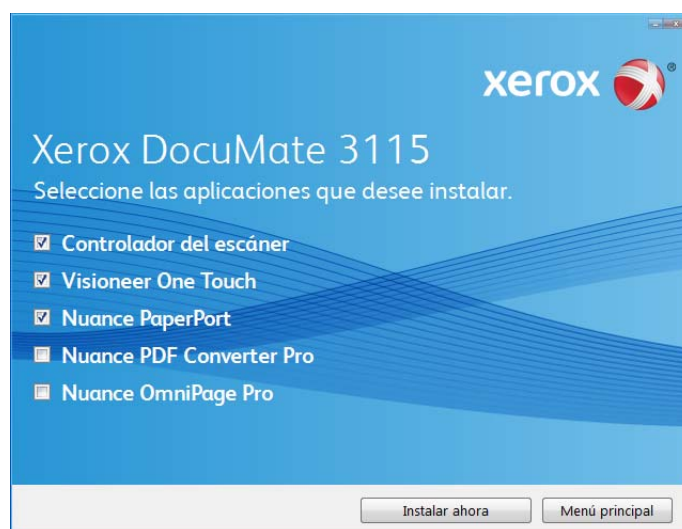 xerox
Xerox DocuMate 3115
Seleccione las aplicaciones que desee instalar.
Controlador del escáner
Visioneer One Touch
Nuance PaperPort
Nuance PDF Converter Pro
Nuance OmniPage Pro
Instalar ahora
Menú principal